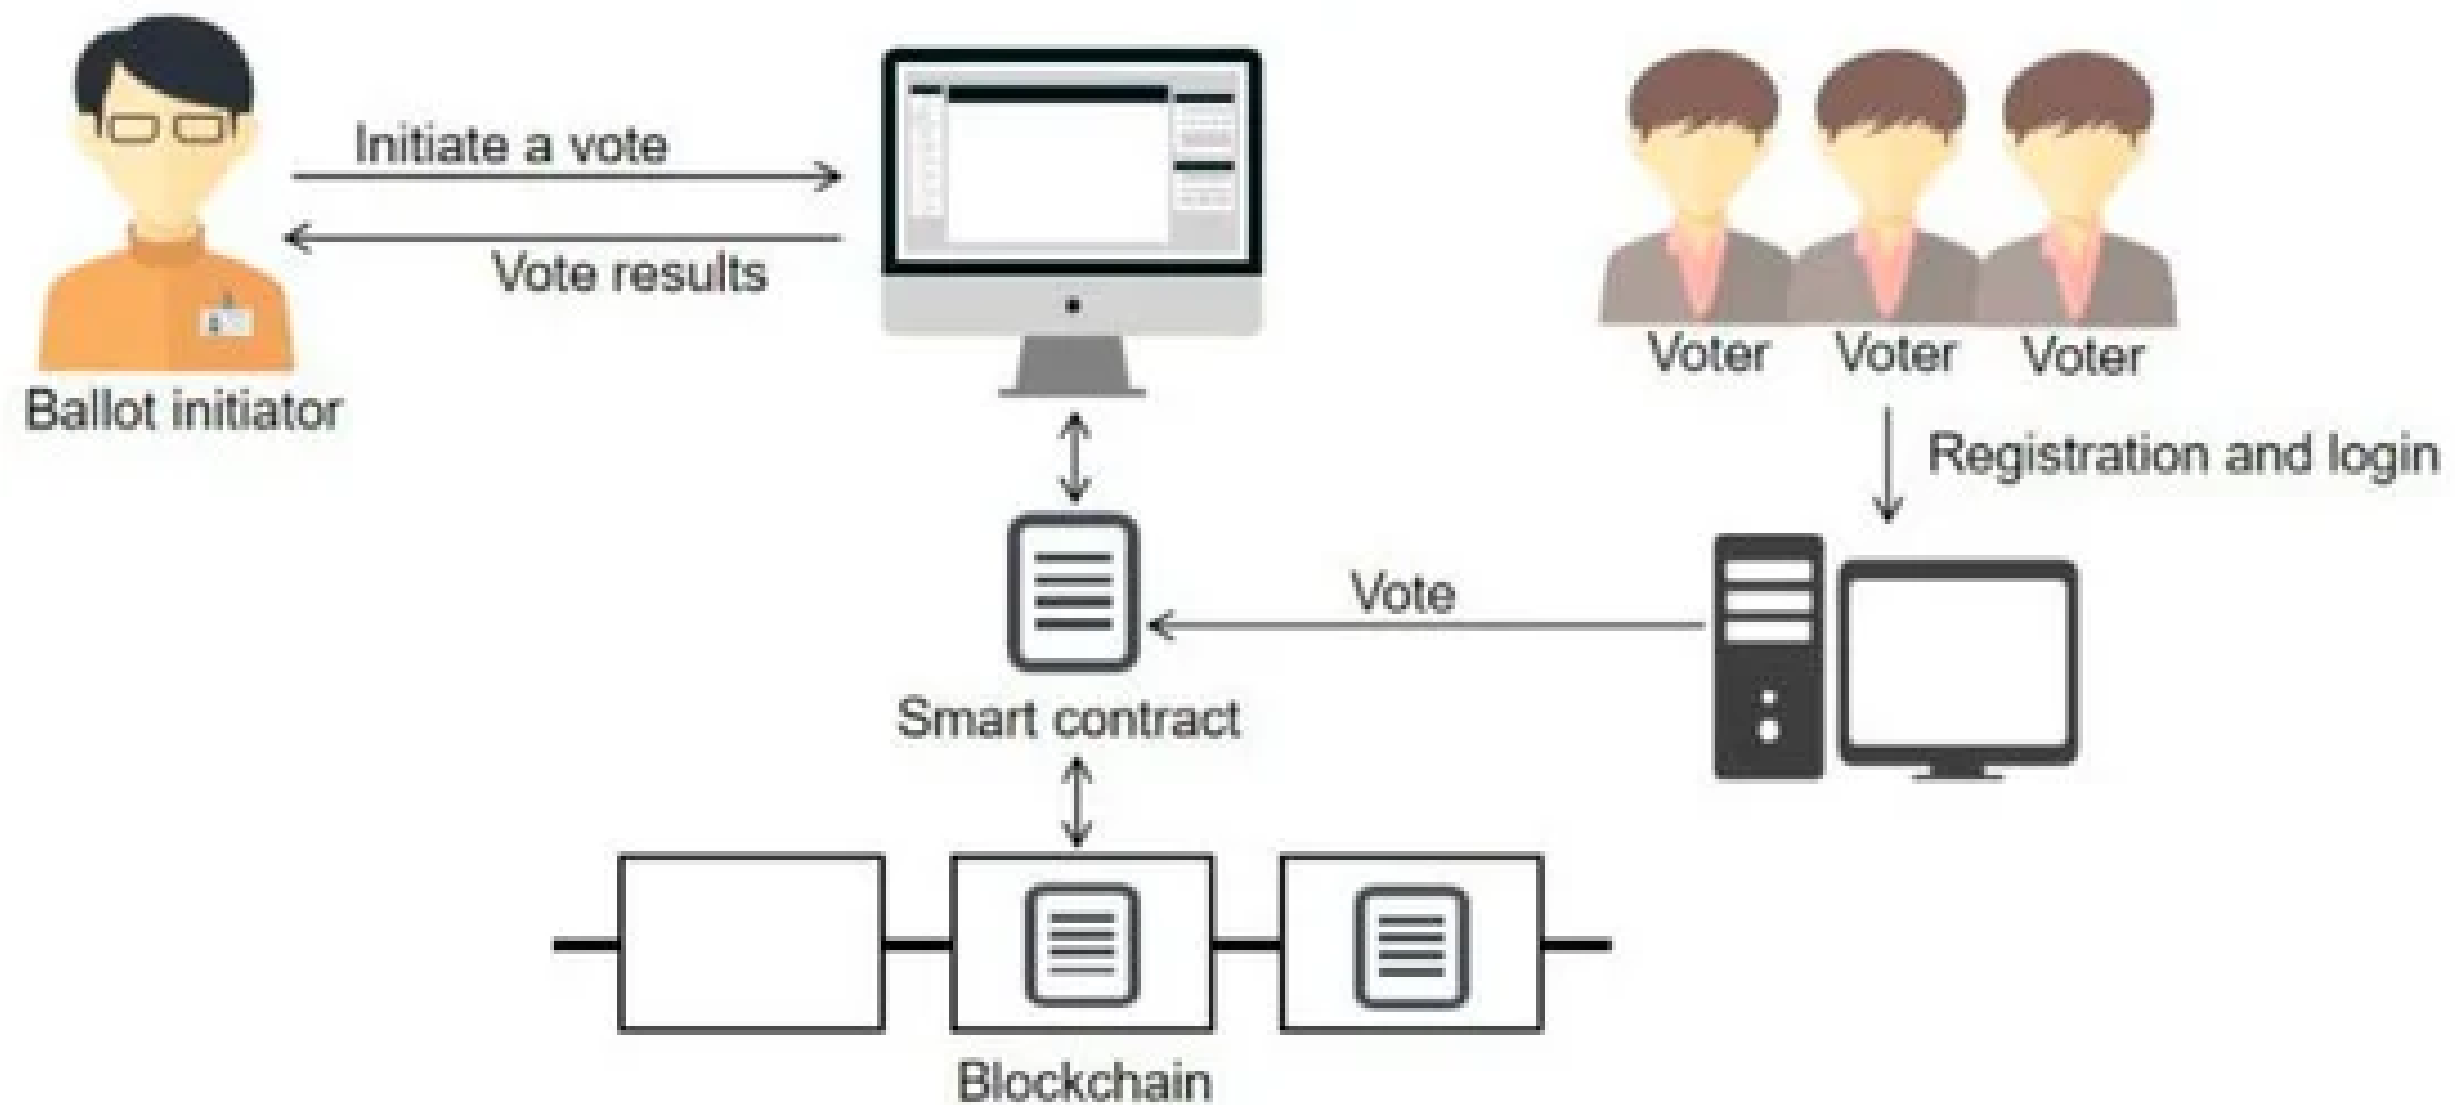 Initiate a vote
Vote results
Ballot initiator
Voter
Voter
Voter
Registration and login
Vote
Smart contract
Blockchain